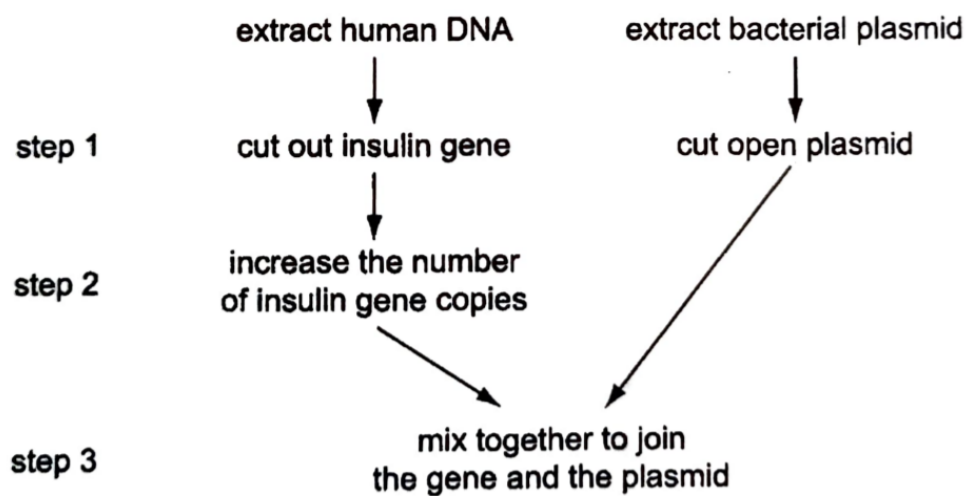 extract human DNA
extract bacterial plasmid
step 1
cut out insulin gene
cut open plasmid
step 2
increase the number
of insulin gene copies
step 3
mix together to join
the gene and the plasmid